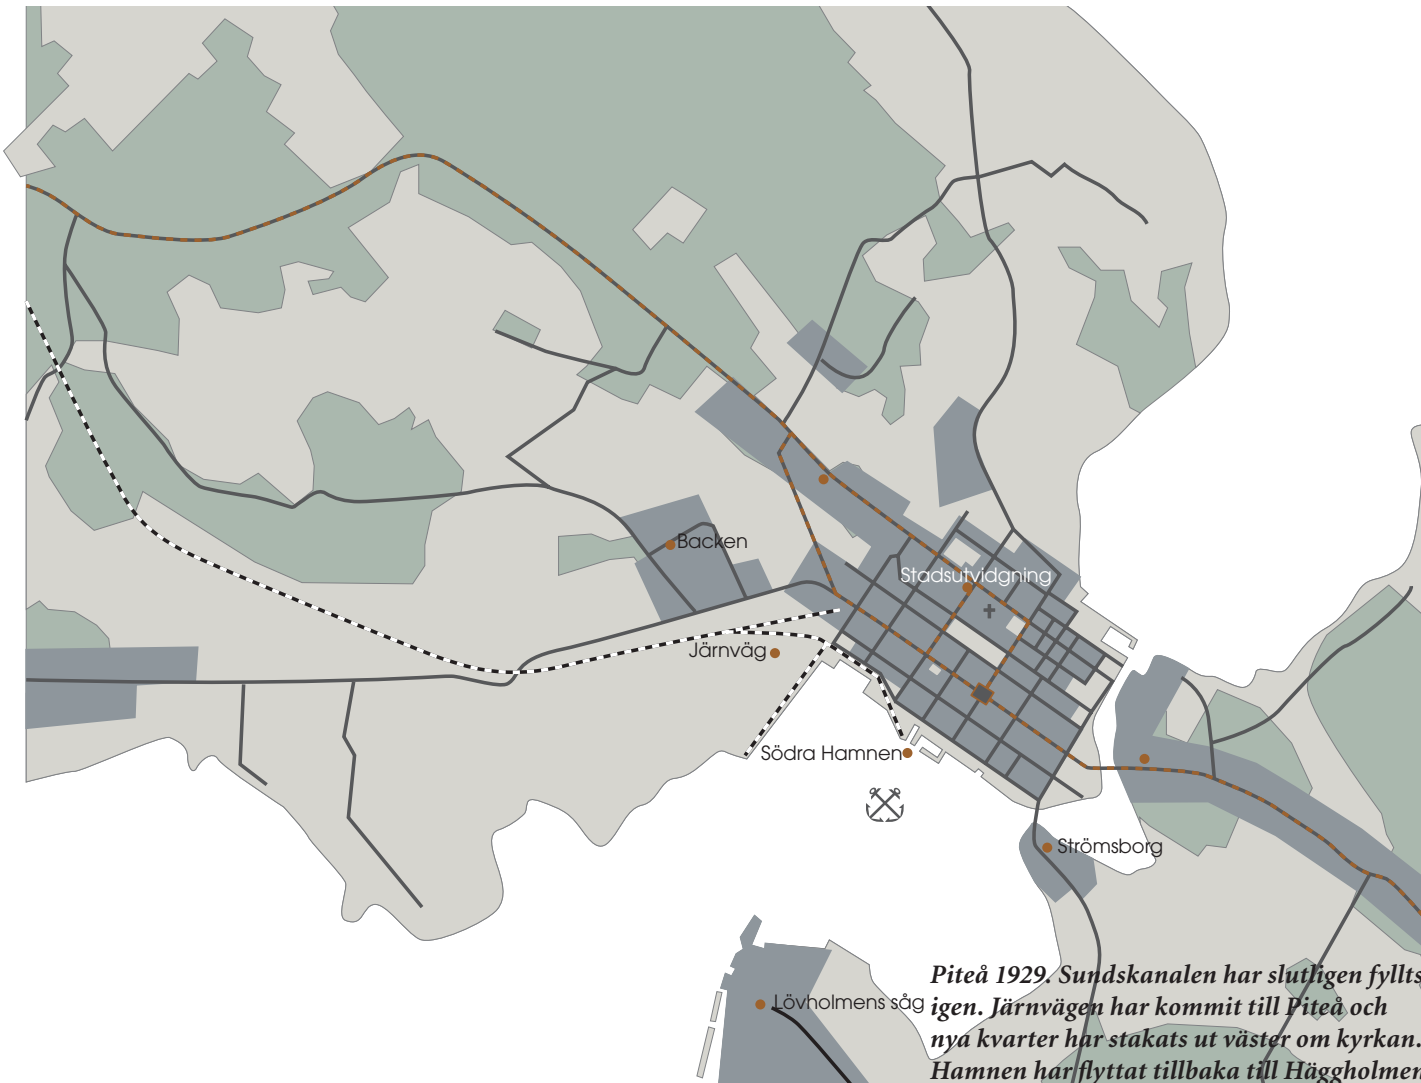 Backen
Stadsutvidgning
Järnväg
Södra Hamnen
Strömsborg
Lövholmens såg
Piteå 1929. Sundskanalen har slutligen fyllts
igen. Järnvägen har kommit till Piteå och
nya kvarter har stakats ut väster om kyrkan.
Hamnen har flyttat tillbaka till Häggholmen